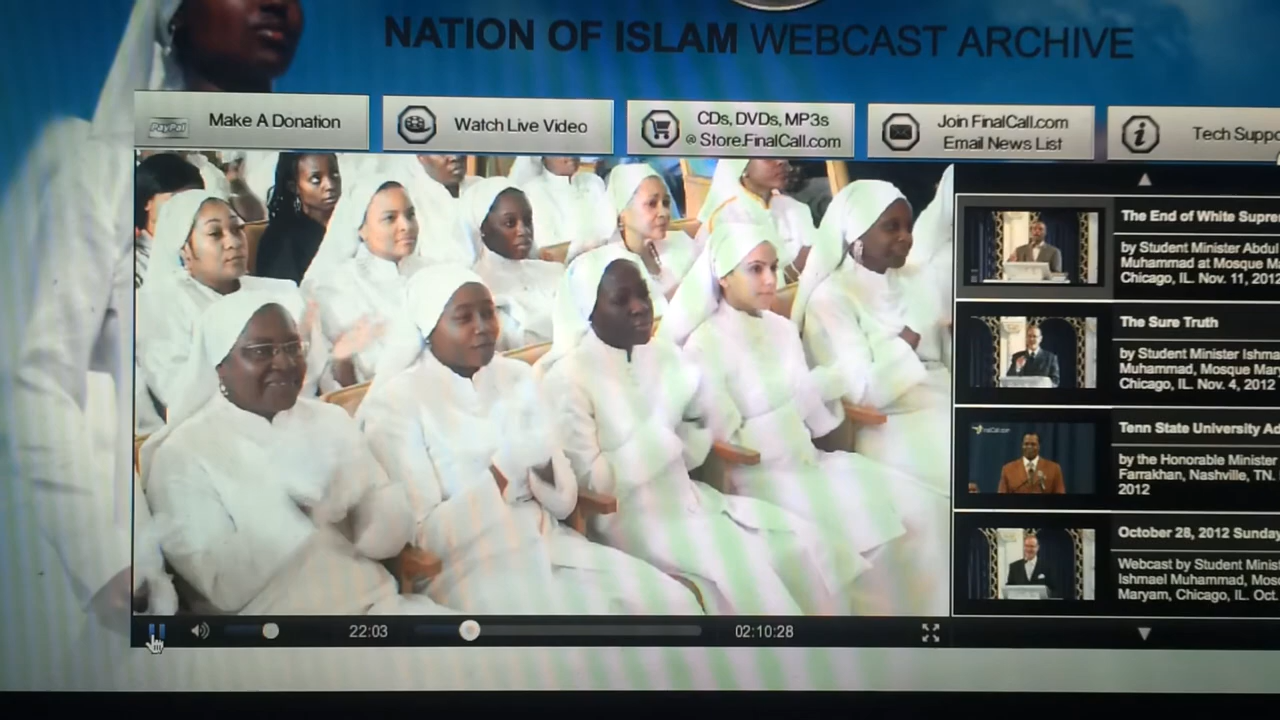 NATION OF ISLAM WEBCAST ARCHIVE
PayPal
Make A Donation
Watch Live Video
CDs, DVDs, MP3s
@ Store.FinalCall.com
Join FinalCall.com
Email News List
Tech Suppo
The End of White Supre
by Student Minister Abdul
Muhammad at Mosque Ma
Chicago, IL. Nov. 11, 2012
The Sure Truth
by Student Minister Ishma
Muhammad, Mosque Mary
Chicago, IL. Nov. 4, 2012
FinalCall.com
Tenn State University Ad
by the Honorable Minister
Farrakhan, Nashville, TN.
2012
October 28, 2012 Sunday
Webcast by Student Minist
Ishmael Muhammad, Mosq
Maryam, Chicago, IL. Oct.
22:03
02:10:28